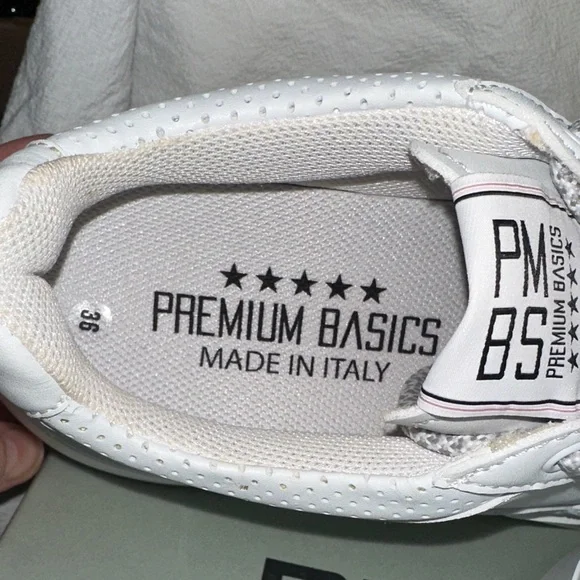 ★★★★★
PREMIUM BASICS
MADE IN ITALY
36
PM
BS
PREMIUM BASICS
★★★★★